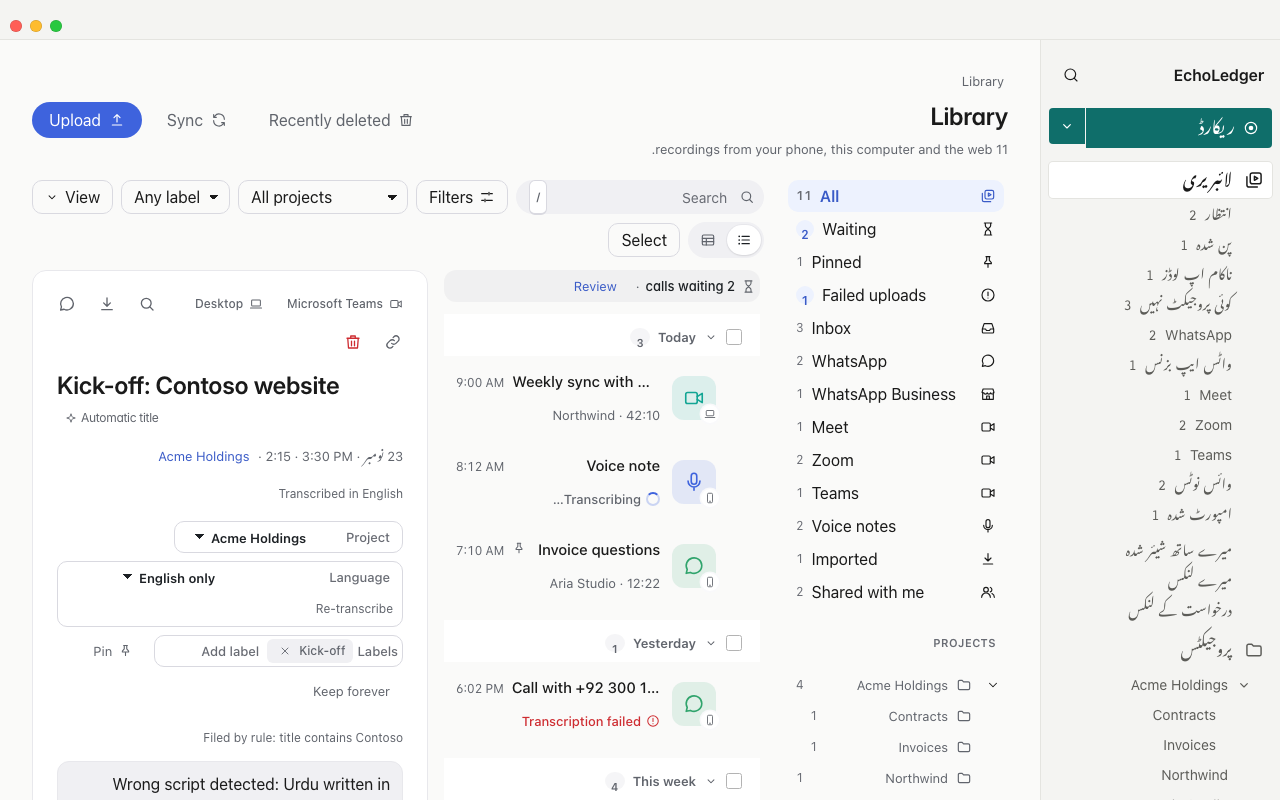 EchoLedger
ریکارڈ
لائبریری
انتظار 2
پن شدہ 1
ناکام اپ لوڈز 1
کوئی پروجیکٹ نہیں 3
WhatsApp 2
واٹس ایپ بزنس 1
Meet 1
Zoom 2
Teams 1
وائس نوٹس 2
امپورٹ شدہ 1
میرے ساتھ شیئر شدہ
میرے لنکس
درخواست کے لنکس
پروجیکٹس
Acme Holdings
Contracts
Invoices
Northwind
Library
Library
.recordings from your phone, this computer and the web 11
Recently deleted
Sync
Upload
All 11
Waiting 2
Pinned 1
Failed uploads 1
Inbox 3
WhatsApp 2
WhatsApp Business 1
Meet 1
Zoom 2
Teams 1
Voice notes 2
Imported 1
Shared with me 2
PROJECTS
Acme Holdings 4
Contracts 1
Invoices 1
Northwind 1
Search /
Filters
All projects
Any label
View
Select
calls waiting 2 · Review
Today 3
Weekly sync with ... 9:00 AM
Northwind · 42:10
Voice note 8:12 AM
...Transcribing
Invoice questions 7:10 AM
Aria Studio · 12:22
Yesterday 1
Call with +92 300 1... 6:02 PM
Transcription failed
This week 4
Microsoft Teams
Desktop
Kick-off: Contoso website
Automatic title
23 نومبر · 3:30 PM · 2:15 · Acme Holdings
Transcribed in English
Project Acme Holdings
Language English only
Re-transcribe
Labels Kick-off × Add label
Pin
Keep forever
Filed by rule: title contains Contoso
Wrong script detected: Urdu written in